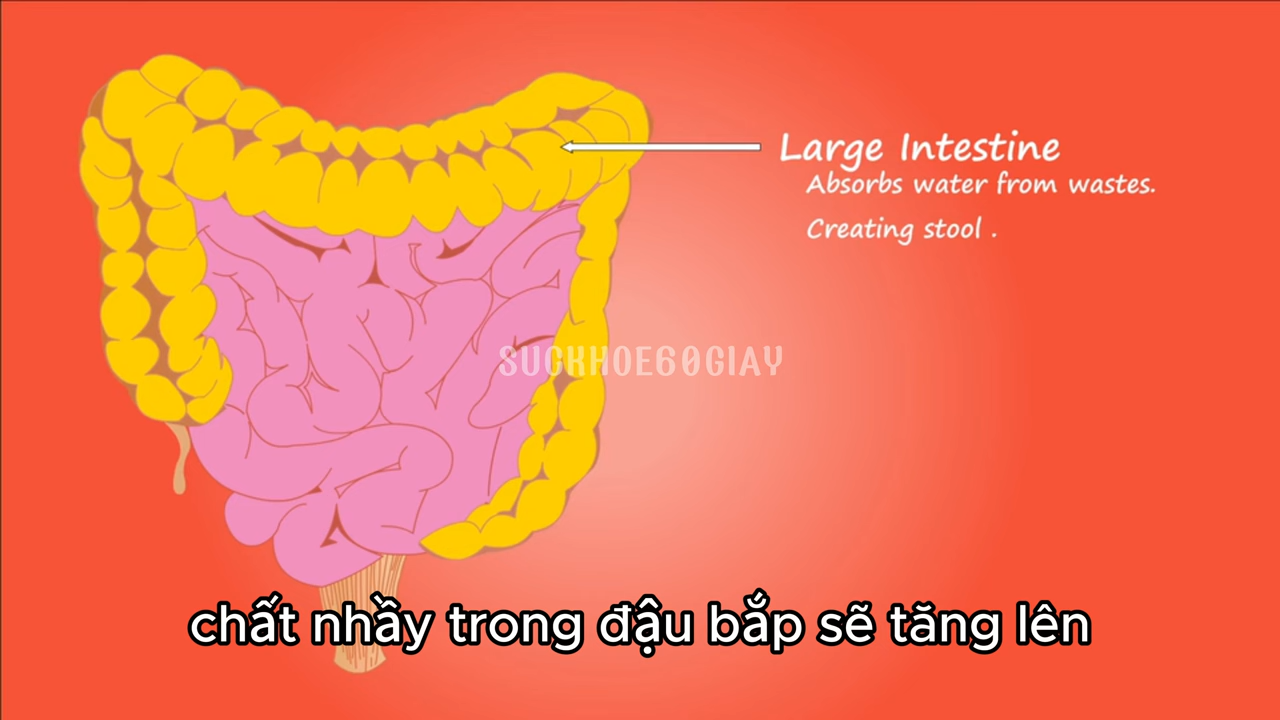 Large Intestine
Absorbs water from wastes.
Creating stool .
SUCKHOE60GIAY
chất nhầy trong đậu bắp sẽ tăng lên